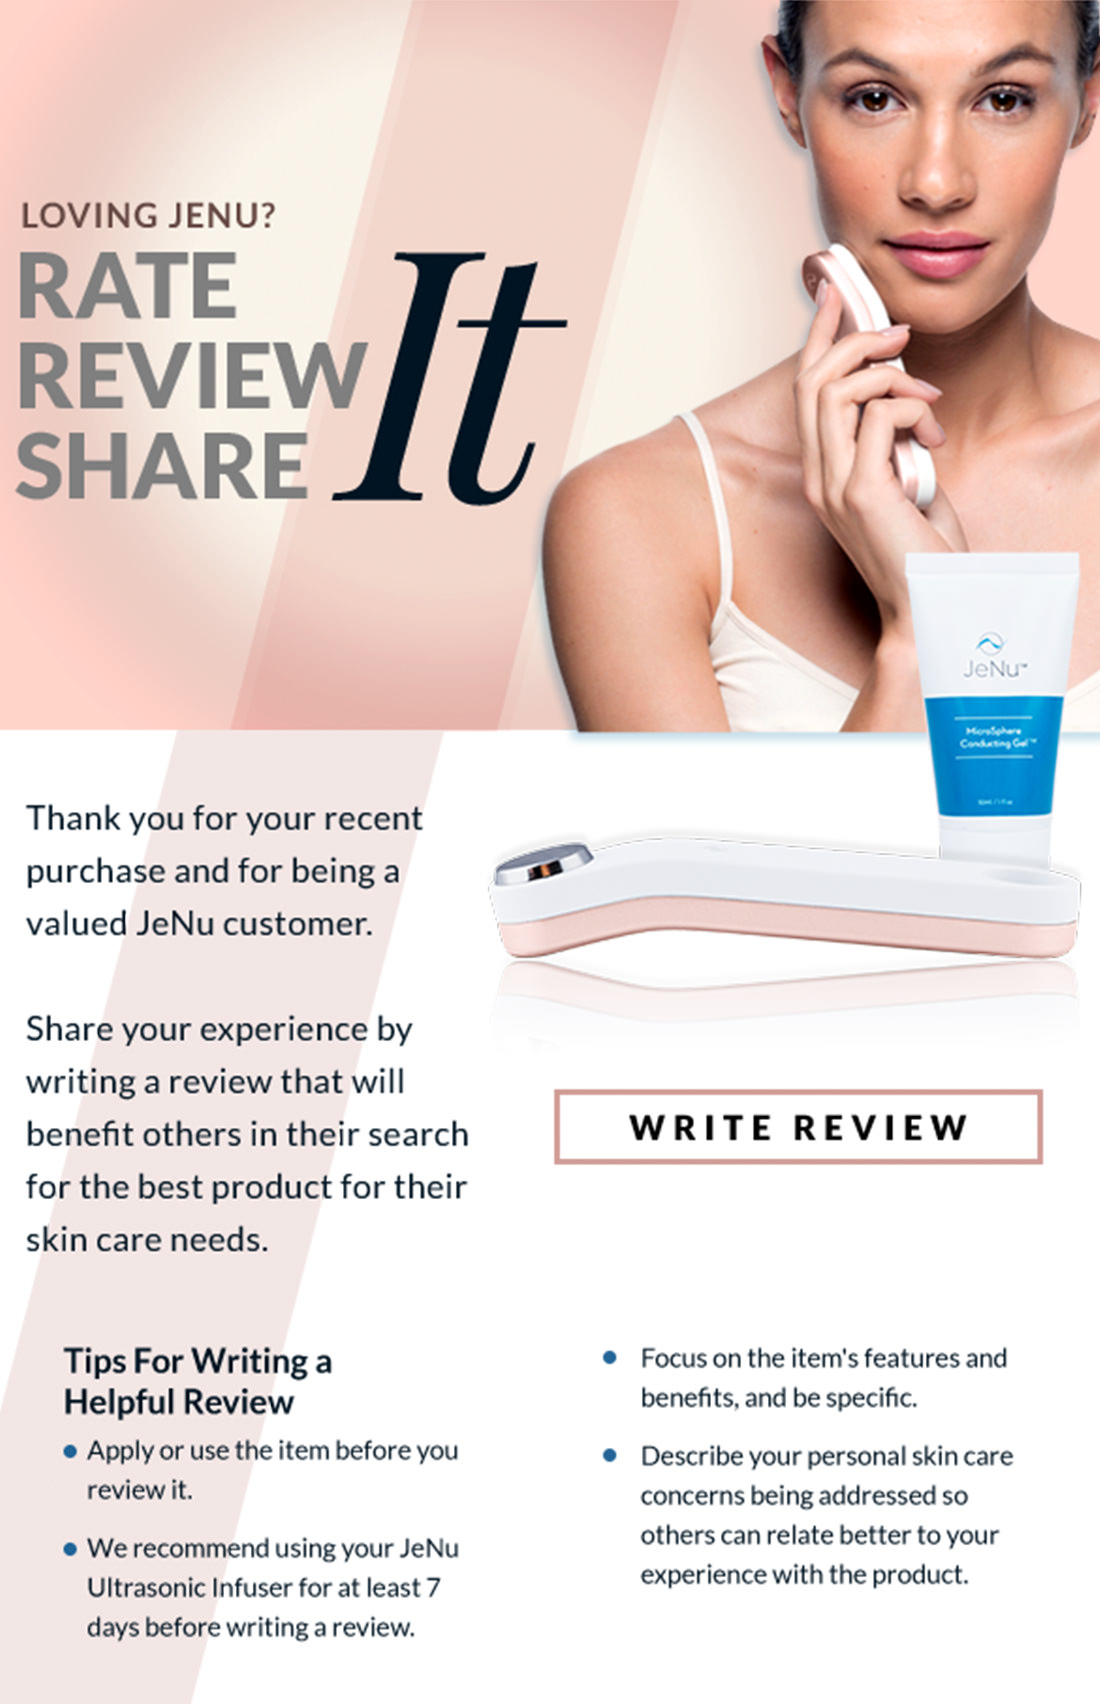 LOVING JENU?
RATE
REVIEW
SHARE
It
JeNu™
MicroSphere
Conducting Gel™
Thank you for your recent
purchase and for being a
valued JeNu customer.
Share your experience by
writing a review that will
benefit others in their search
for the best product for their
skin care needs.
WRITE REVIEW
Tips For Writing a
Helpful Review
Apply or use the item before you
review it.
We recommend using your JeNu
Ultrasonic Infuser for at least 7
days before writing a review.
Focus on the item's features and
benefits, and be specific.
Describe your personal skin care
concerns being addressed so
others can relate better to your
experience with the product.